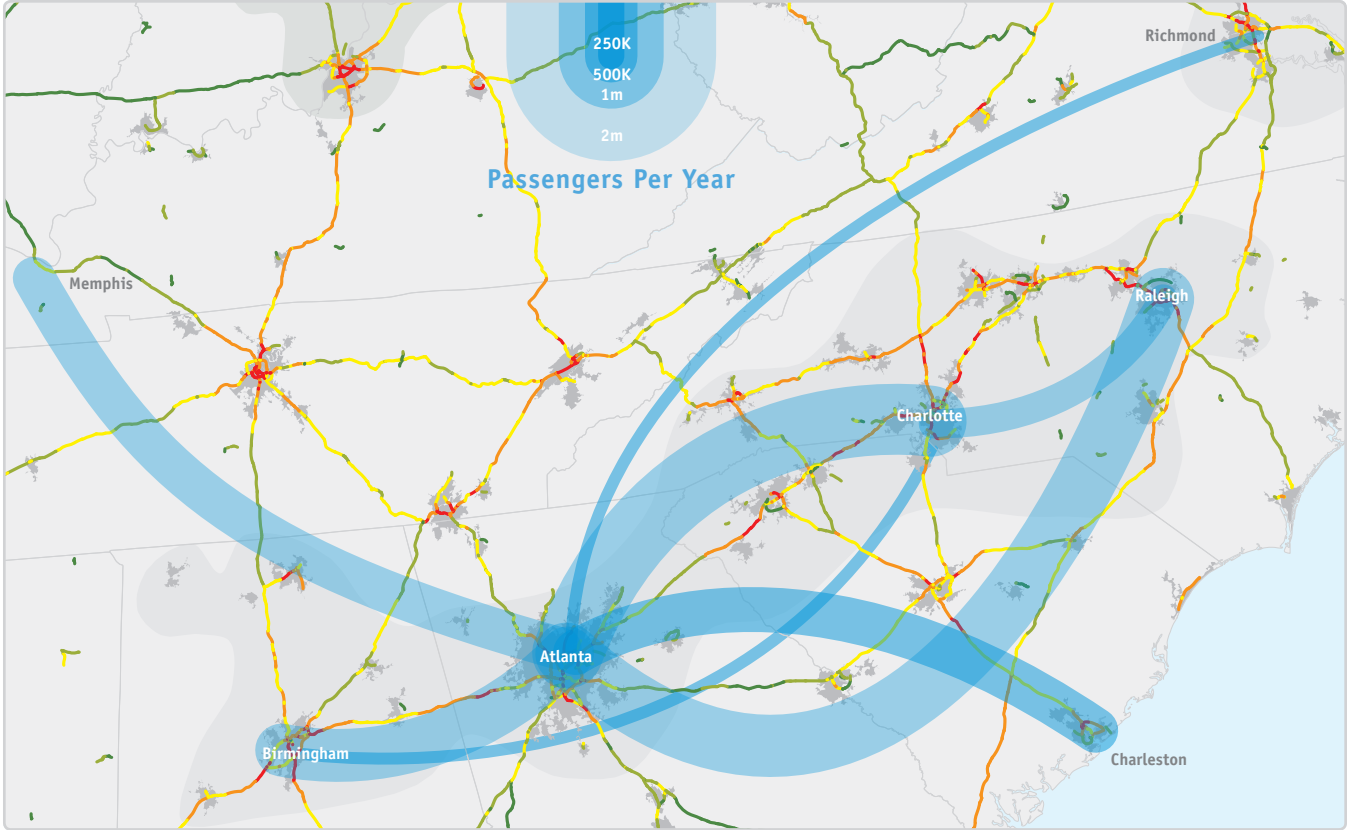 250K
Richmond
500K
1m
2m
Passengers Per Year
Memphis
Raleigh
Charlotte
Atlanta
Birmingham
Charleston